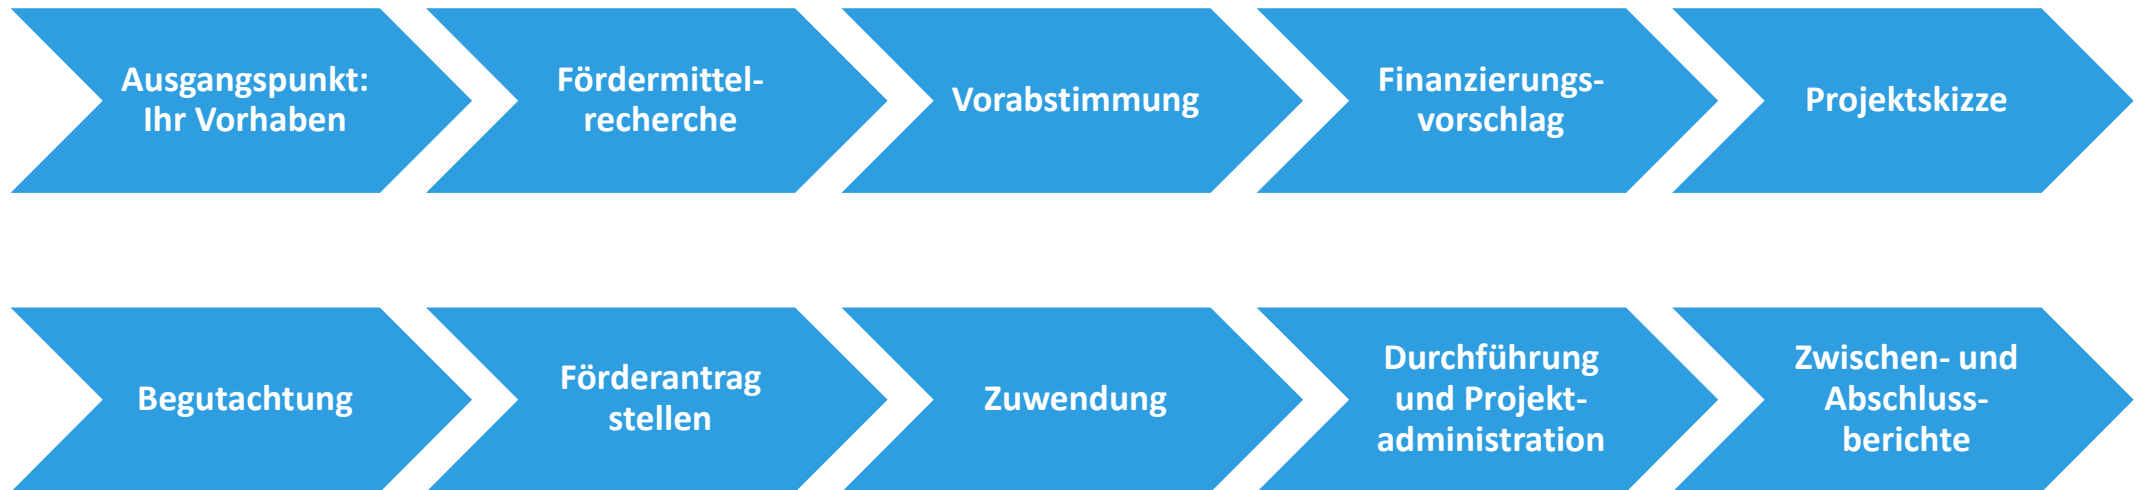 Ausgangspunkt:
Ihr Vorhaben
Fördermittel-
recherche
Vorabstimmung
Finanzierungs-
vorschlag
Projektskizze
Begutachtung
Förderantrag
stellen
Zuwendung
Durchführung
und Projekt-
administration
Zwischen- und
Abschluss-
berichte